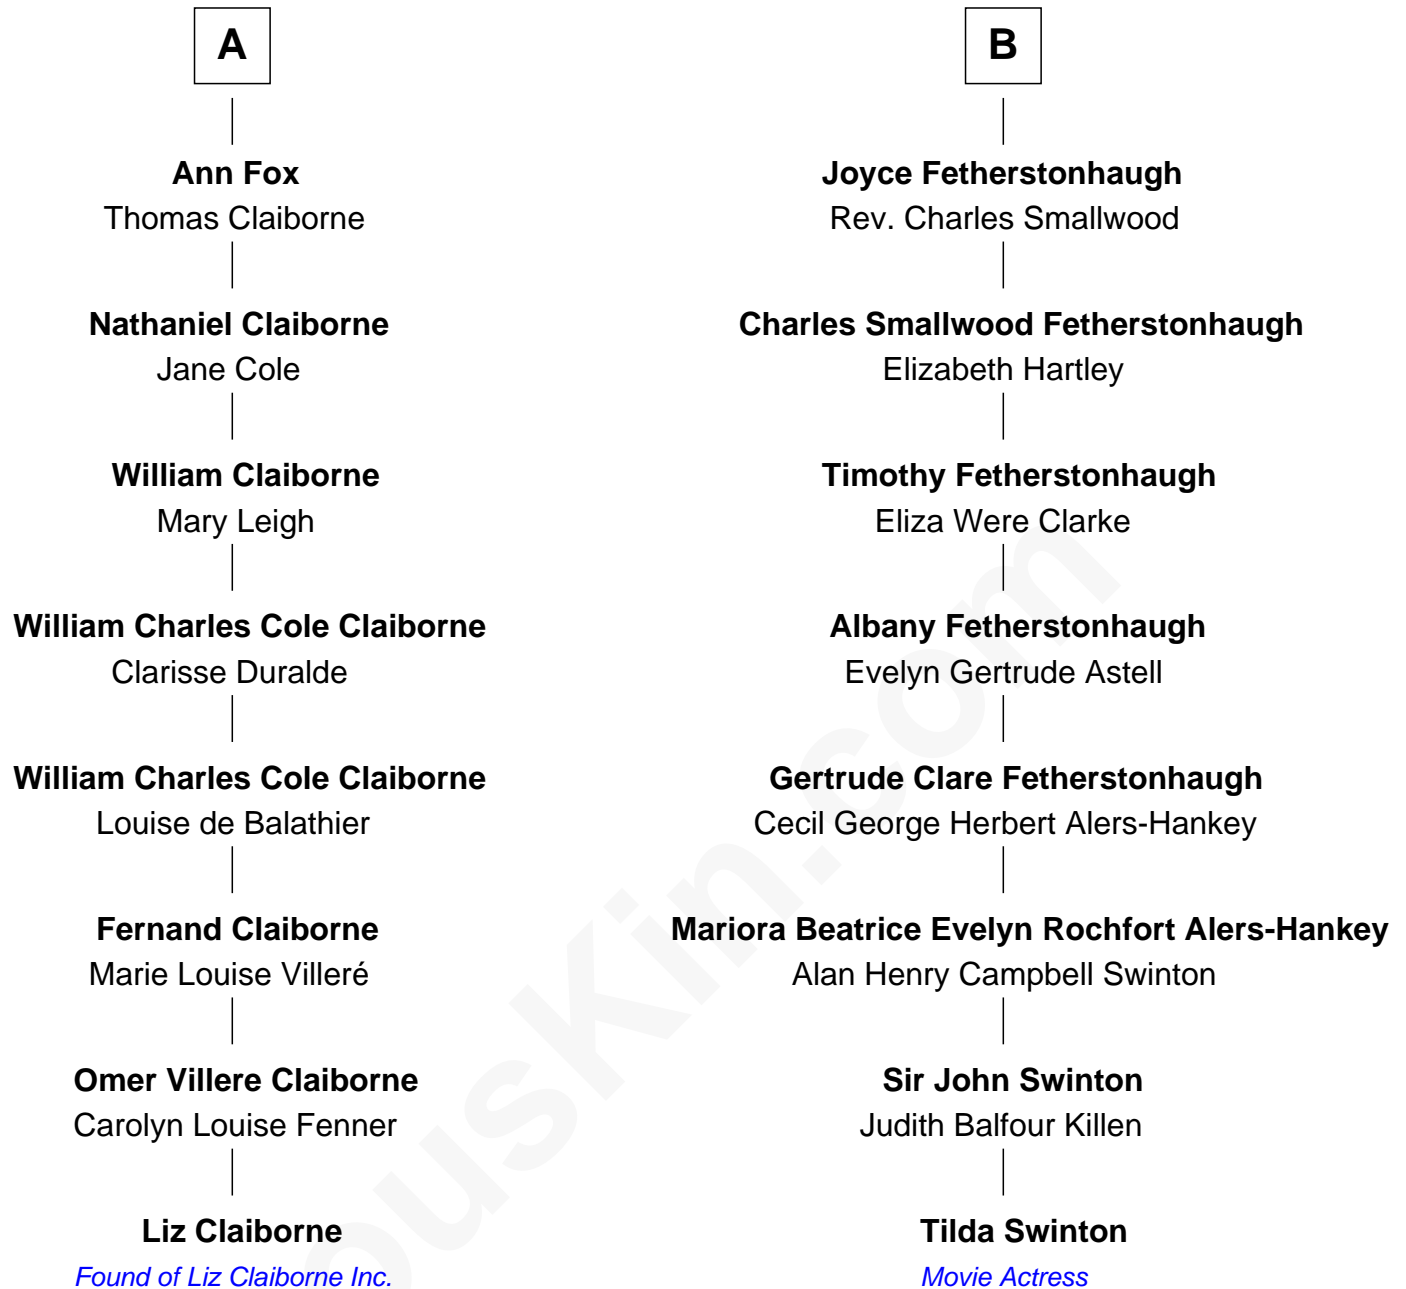 A
B
Ann Fox
Thomas Claiborne
Joyce Fetherstonhaugh
Rev. Charles Smallwood
Nathaniel Claiborne
Jane Cole
Charles Smallwood Fetherstonhaugh
Elizabeth Hartley
William Claiborne
Mary Leigh
Timothy Fetherstonhaugh
Eliza Were Clarke
William Charles Cole Claiborne
Clarisse Duralde
Albany Fetherstonhaugh
Evelyn Gertrude Astell
William Charles Cole Claiborne
Louise de Balathier
Gertrude Clare Fetherstonhaugh
Cecil George Herbert Alers-Hankey
Fernand Claiborne
Marie Louise Villeré
Mariora Beatrice Evelyn Rochfort Alers-Hankey
Alan Henry Campbell Swinton
Omer Villere Claiborne
Carolyn Louise Fenner
Sir John Swinton
Judith Balfour Killen
Liz Claiborne
Found of Liz Claiborne Inc.
Tilda Swinton
Movie Actress
ousKin.com